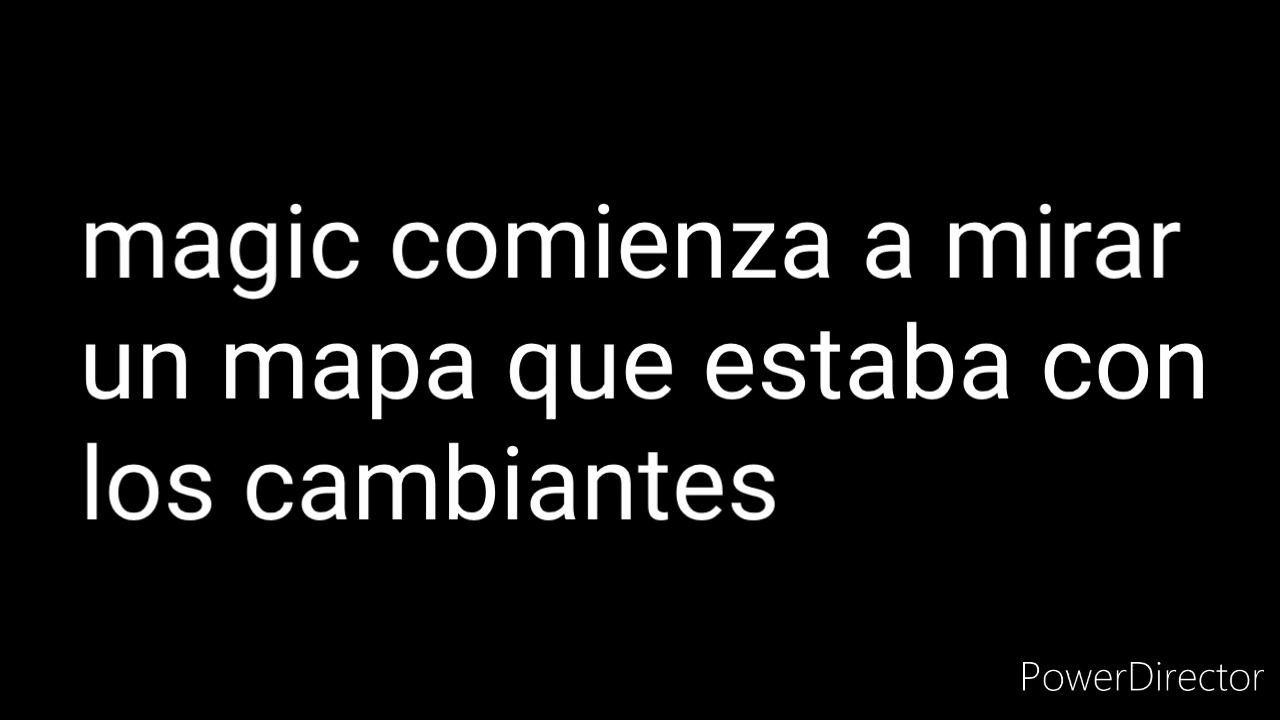 magic comienza a mirar
un mapa que estaba con
los cambiantes
PowerDirector